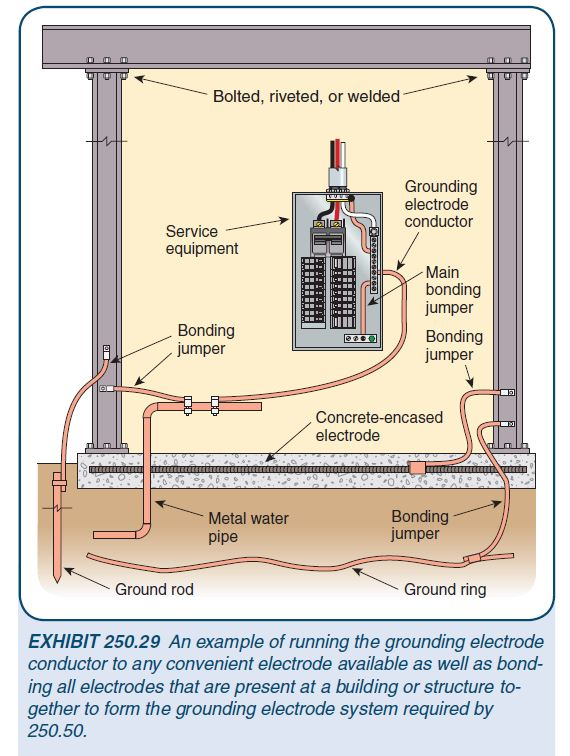 Bolted, riveted, or welded
Grounding
electrode
conductor
Service
equipment
Main
bonding
jumper
Bonding
jumper
Bonding
jumper
Concrete-encased
electrode
Metal water
pipe
Bonding
jumper
Ground rod
Ground ring
EXHIBIT 250.29 An example of running the grounding electrode
conductor to any convenient electrode available as well as bond-
ing all electrodes that are present at a building or structure to-
gether to form the grounding electrode system required by
250.50.